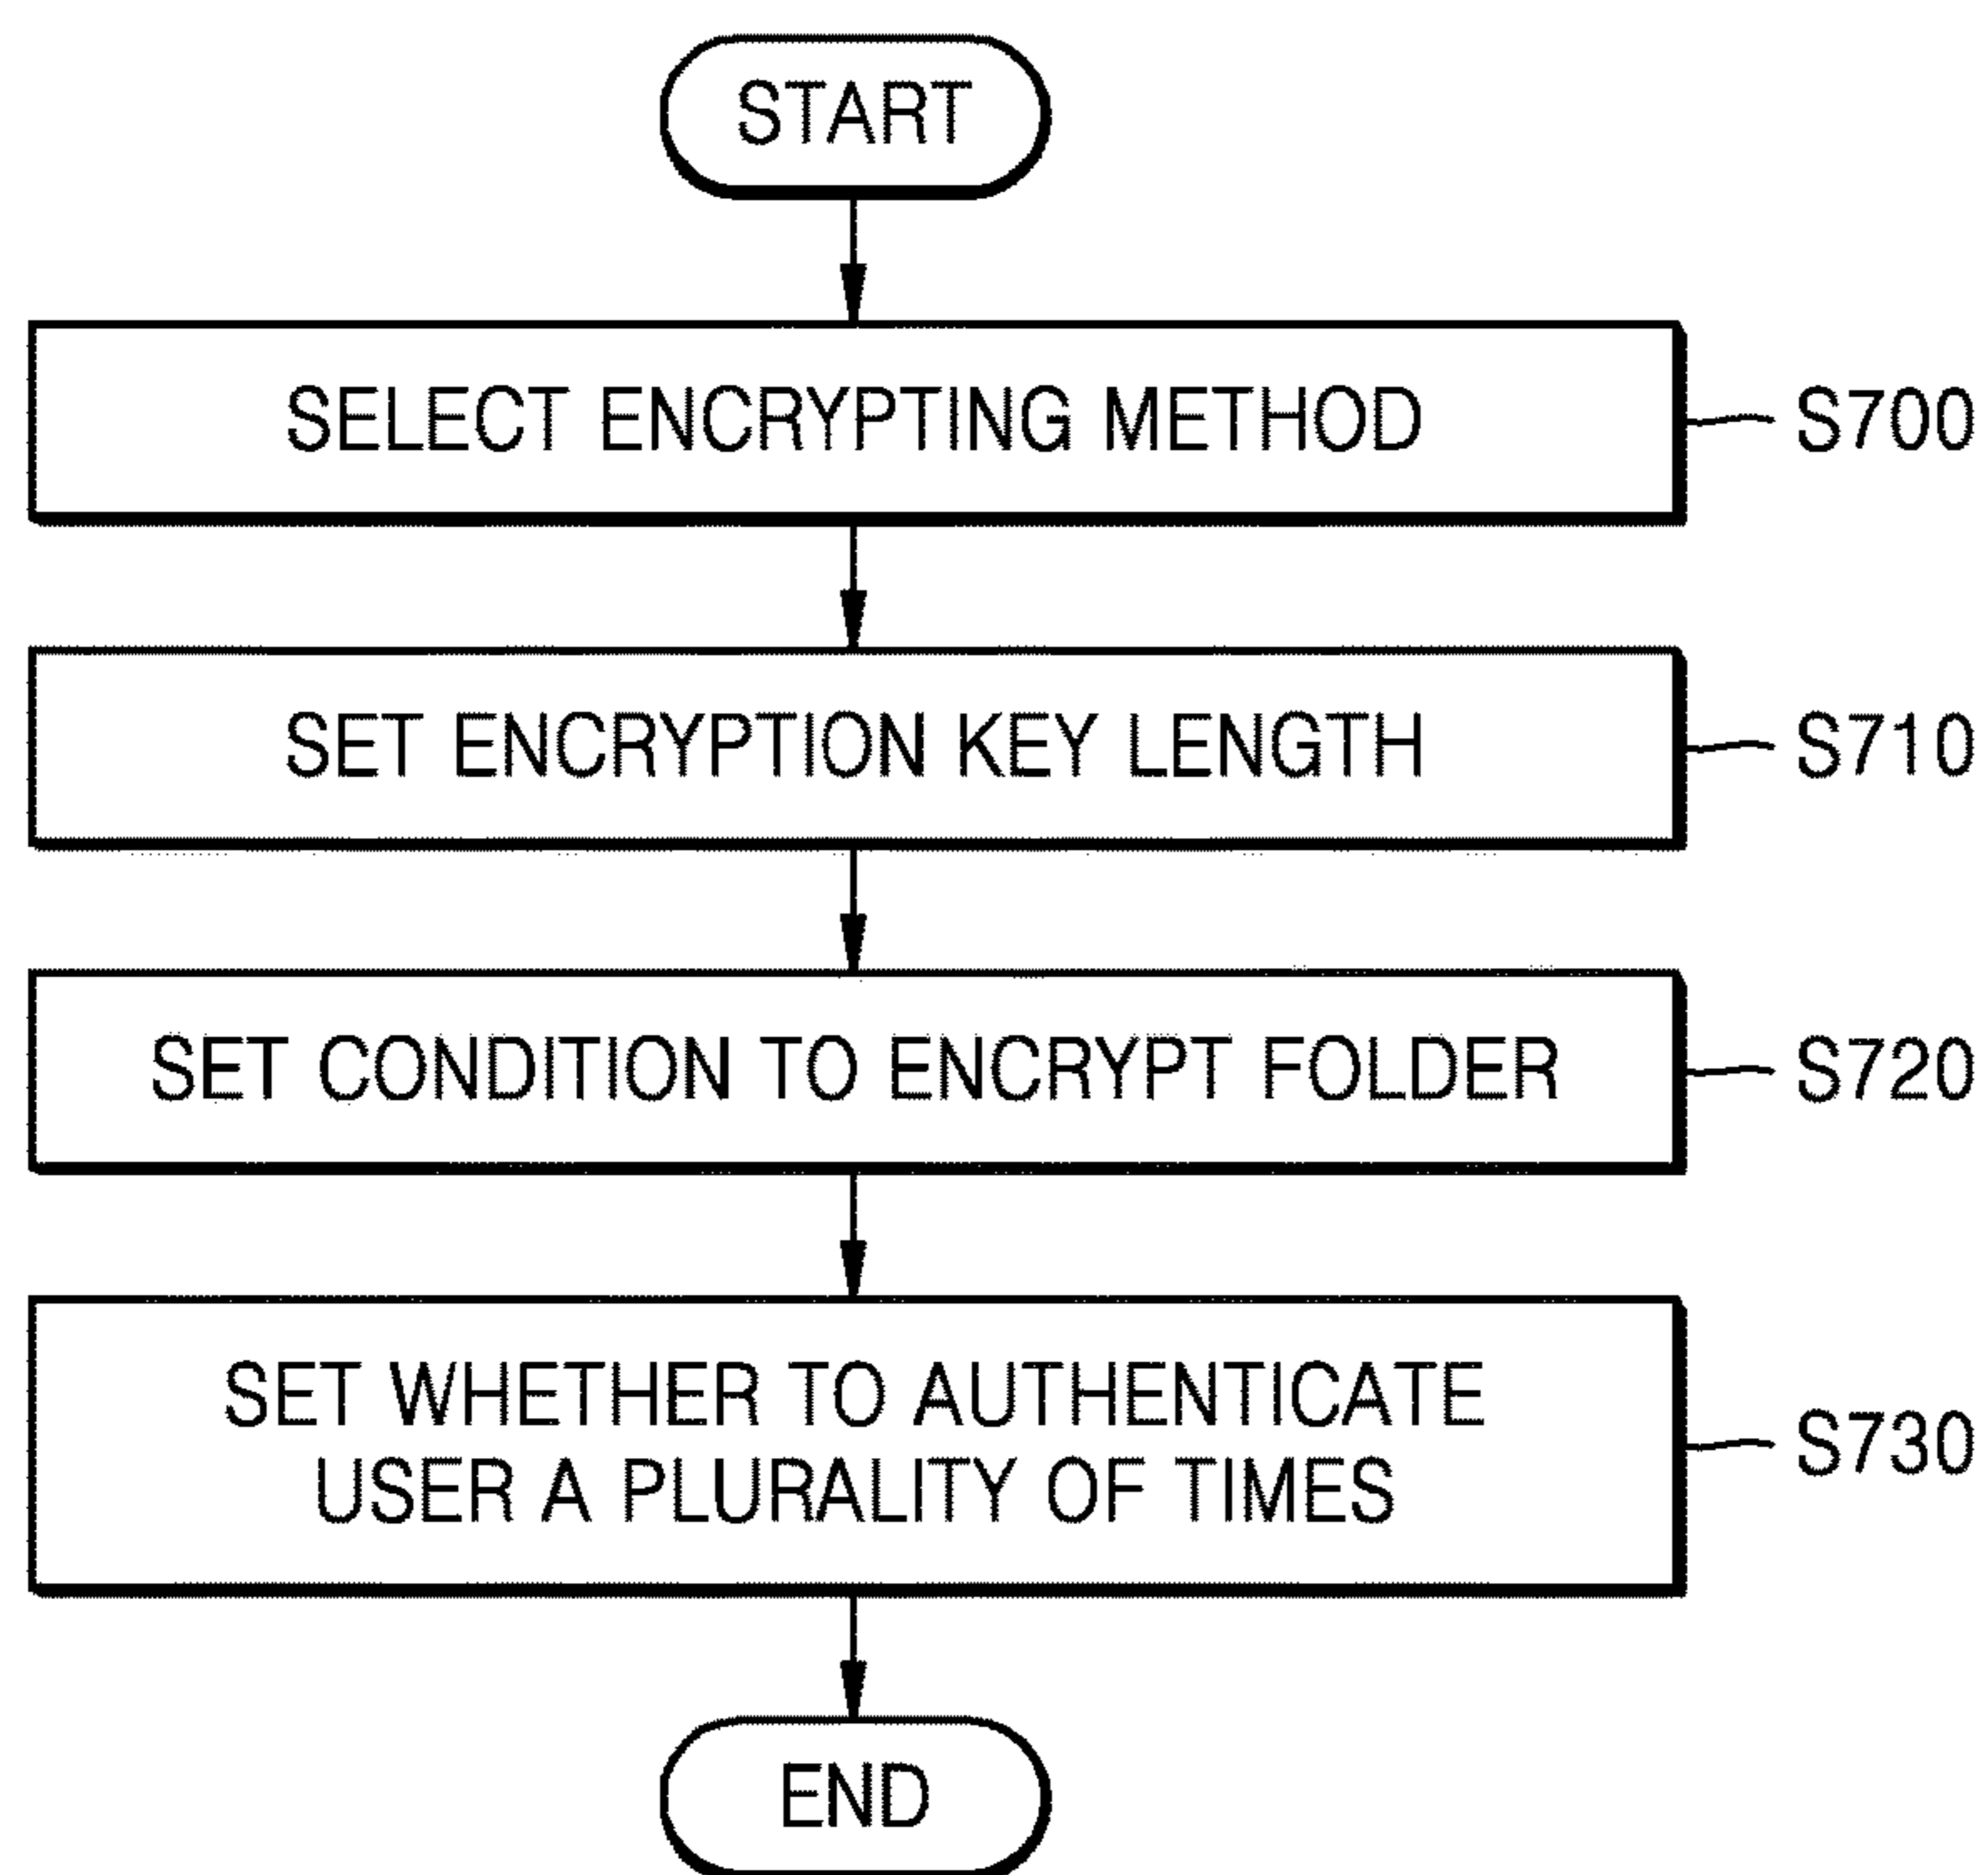 START
SELECT ENCRYPTING METHOD
S700
SET ENCRYPTION KEY LENGTH
S710
SET CONDITION TO ENCRYPT FOLDER
S720
SET WHETHER TO AUTHENTICATE
USER A PLURALITY OF TIMES
S730
END